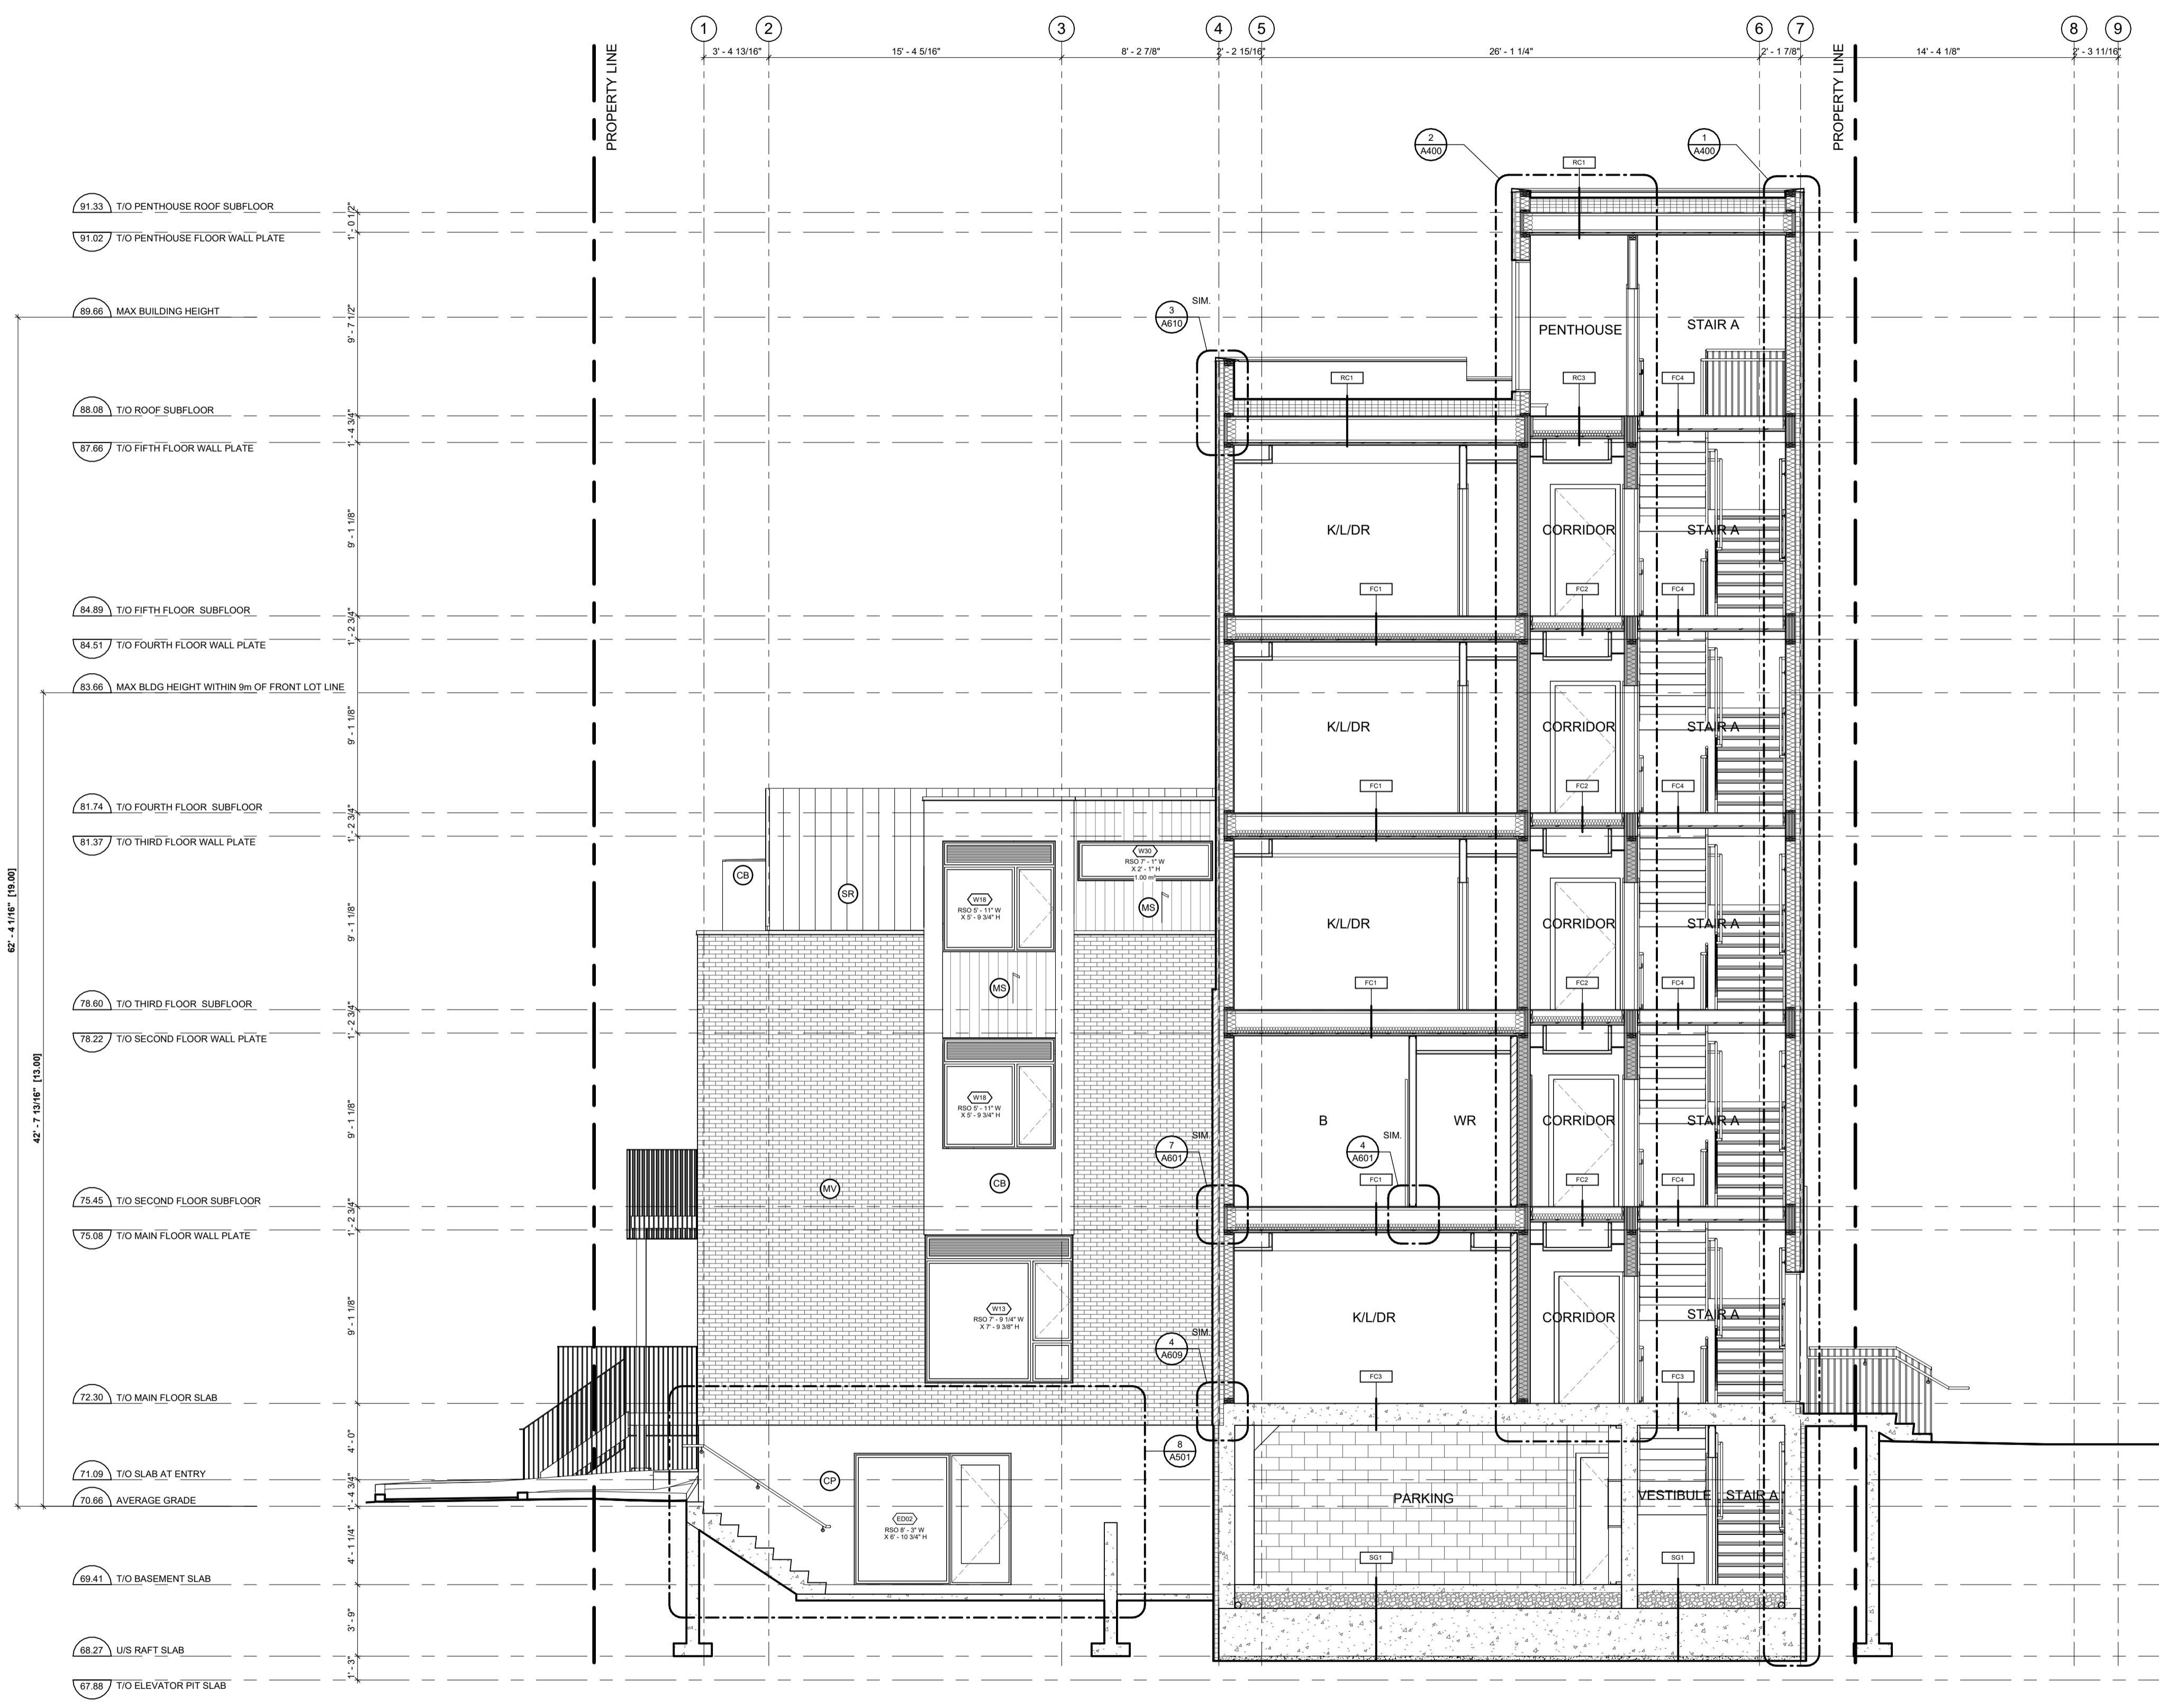 1 2 3 4 5 6 7 8 9
3' - 4 13/16" 15' - 4 5/16" 8' - 2 7/8" 2' - 2 15/16" 26' - 1 1/4" 2' - 1 7/8" 14' - 4 1/8" 2' - 3 11/16"
PROPERTY LINE
PROPERTY LINE
2
A400
1
A400
RC1
91.33 T/O PENTHOUSE ROOF SUBFLOOR
1' - 0 1/2"
91.02 T/O PENTHOUSE FLOOR WALL PLATE
89.66 MAX BUILDING HEIGHT
9' - 7 1/2"
SIM.
3
A610
PENTHOUSE
STAIR A
RC1
RC3
FC4
88.08 T/O ROOF SUBFLOOR
1' - 4 3/4"
87.66 T/O FIFTH FLOOR WALL PLATE
9' - 1 1/8"
K/L/DR
CORRIDOR
STAIR A
FC1
FC2
FC4
84.89 T/O FIFTH FLOOR SUBFLOOR
1' - 2 3/4"
84.51 T/O FOURTH FLOOR WALL PLATE
83.66 MAX BLDG HEIGHT WITHIN 9m OF FRONT LOT LINE
9' - 1 1/8"
K/L/DR
CORRIDOR
STAIR A
FC1
FC2
FC4
81.74 T/O FOURTH FLOOR SUBFLOOR
1' - 2 3/4"
81.37 T/O THIRD FLOOR WALL PLATE
W30
RSO 7' - 1" W
X 2' - 1" H
1.00 m²
CB
SR
W18
RSO 5' - 11" W
X 5' - 9 3/4" H
MS
62' - 4 1/16" [19.00]
9' - 1 1/8"
K/L/DR
CORRIDOR
STAIR A
MS
FC1
FC2
FC4
78.60 T/O THIRD FLOOR SUBFLOOR
1' - 2 3/4"
78.22 T/O SECOND FLOOR WALL PLATE
42' - 7 13/16" [13.00]
9' - 1 1/8"
W18
RSO 5' - 11" W
X 5' - 9 3/4" H
B
WR
CORRIDOR
STAIR A
SIM.
7
A601
SIM.
4
A601
MV
CB
FC1
FC2
FC4
75.45 T/O SECOND FLOOR SUBFLOOR
1' - 2 3/4"
75.08 T/O MAIN FLOOR WALL PLATE
9' - 1 1/8"
W13
RSO 7' - 9 1/4" W
X 7' - 9 3/8" H
K/L/DR
CORRIDOR
STAIR A
SIM.
4
A609
FC3
FC3
72.30 T/O MAIN FLOOR SLAB
4' - 0"
8
A501
71.09 T/O SLAB AT ENTRY
CP
1' - 4 3/4"
70.66 AVERAGE GRADE
PARKING
VESTIBULE
STAIR A
ED02
RSO 8' - 3" W
X 6' - 10 3/4" H
4' - 1 1/4"
SG1
SG1
69.41 T/O BASEMENT SLAB
3' - 9"
68.27 U/S RAFT SLAB
1' - 3"
67.88 T/O ELEVATOR PIT SLAB